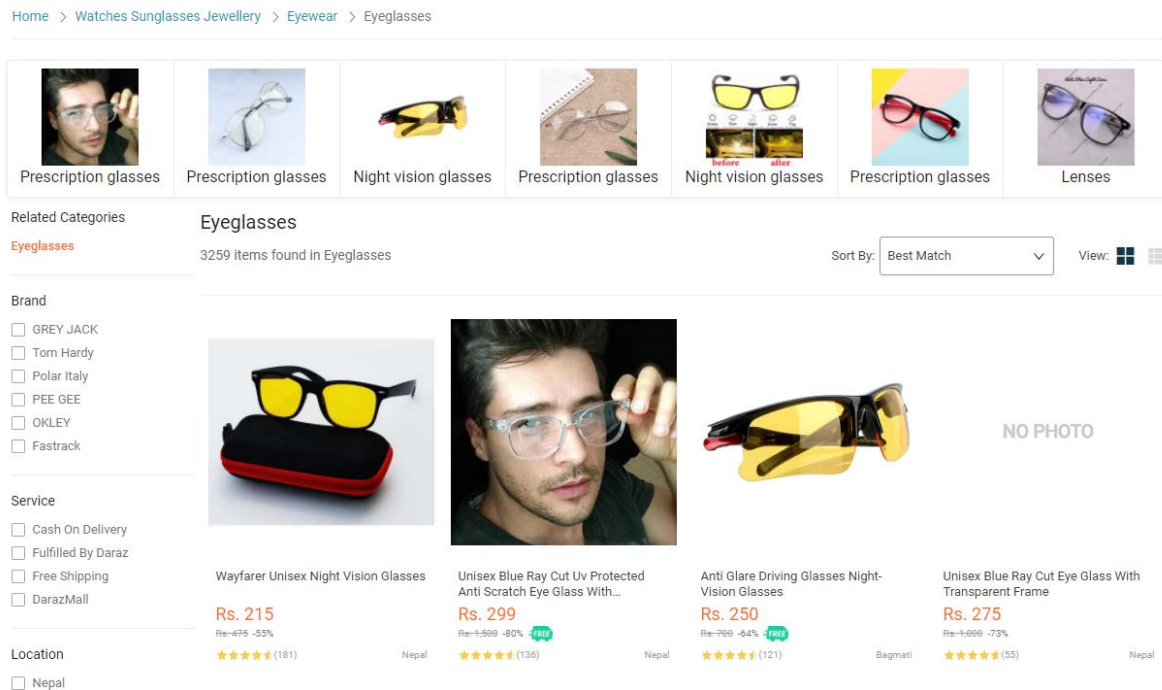 Home > Watches Sunglasses Jewellery > Eyewear > Eyeglasses
Prescription glasses
Prescription glasses
Night vision glasses
Prescription glasses
before after
Night vision glasses
Prescription glasses
Lenses
Related Categories
Eyeglasses
Brand
GREY JACK
Tom Hardy
Polar Italy
PEE GEE
OKLEY
Fastrack
Service
Cash On Delivery
Fulfilled By Daraz
Free Shipping
DarazMall
Location
Nepal
Eyeglasses
3259 items found in Eyeglasses
Sort By: Best Match
View:
Wayfarer Unisex Night Vision Glasses
Rs. 215
Rs. 475 -55%
(181) Nepal
Unisex Blue Ray Cut Uv Protected
Anti Scratch Eye Glass With...
Rs. 299
Rs. 1,500 -80% FREE
(136) Nepal
Anti Glare Driving Glasses Night-
Vision Glasses
Rs. 250
Rs. 700 -64% FREE
(121) Bagmati
NO PHOTO
Unisex Blue Ray Cut Eye Glass With
Transparent Frame
Rs. 275
Rs. 1,000 -73%
(55) Nepal